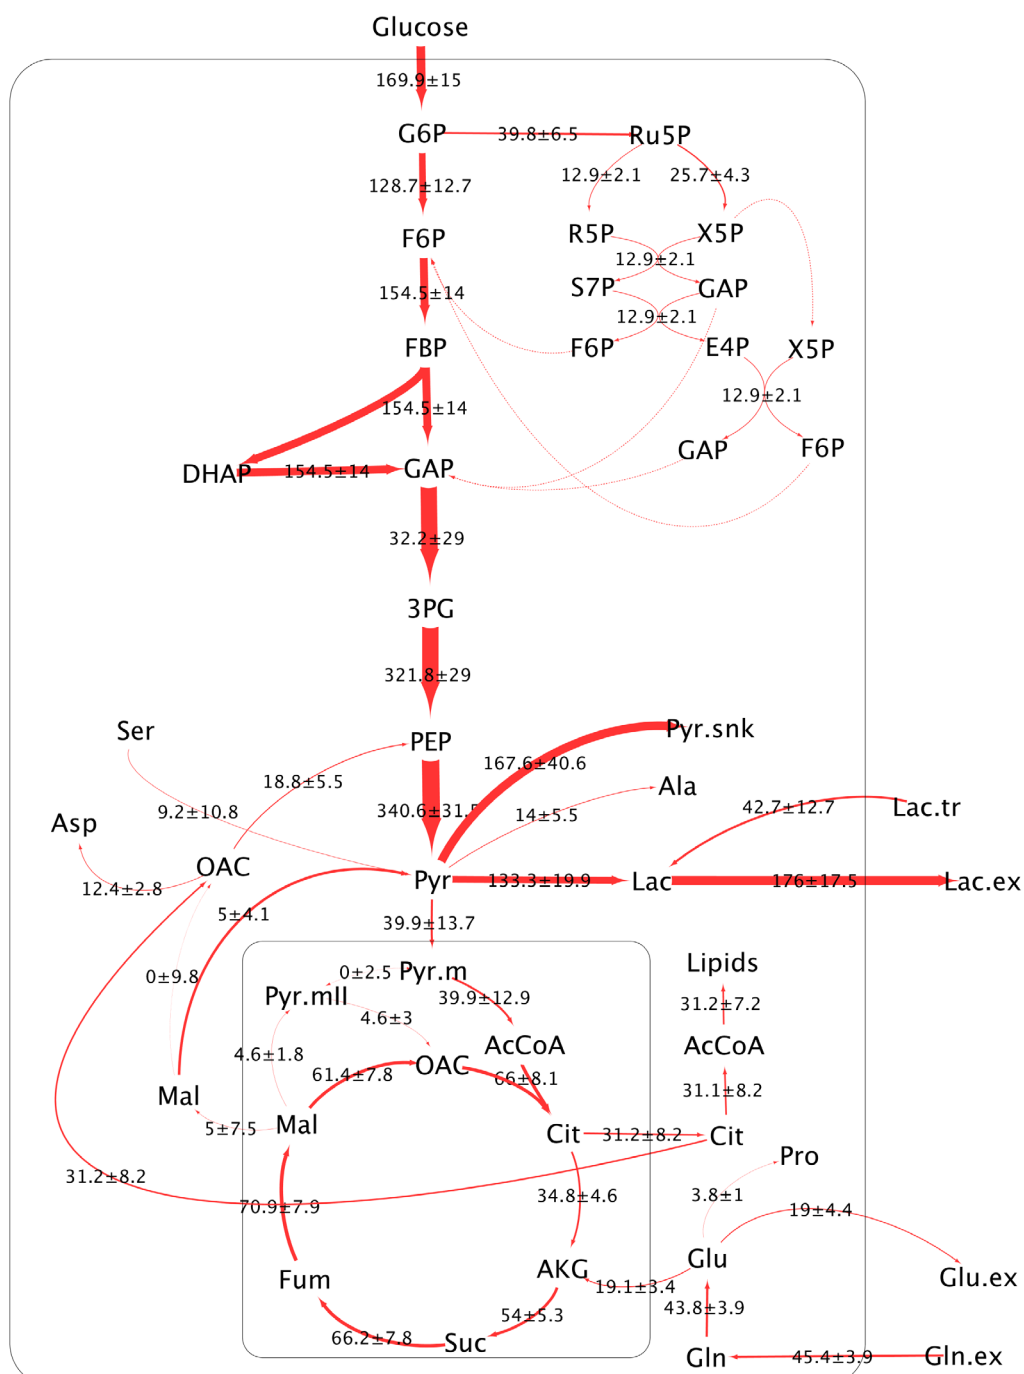 Glucose
169.9±15
G6P
39.8±6.5
Ru5P
128.7±12.7
12.9±2.1
25.7±4.3
F6P
R5P
X5P
12.9±2.1
154.5±14
S7P
GAP
12.9±2.1
FBP
F6P
E4P
X5P
12.9±2.1
154.5±14
DHAP
154.5±14
GAP
GAP
F6P
32.2±29
3PG
321.8±29
Ser
PEP
Pyr.snk
167.6±40.6
18.8±5.5
Ala
9.2±10.8
340.6±31.5
14±5.5
42.7±12.7
Lac.tr
Asp
OAC
12.4±2.8
Pyr
133.3±19.9
Lac
176±17.5
Lac.ex
5±4.1
39.9±13.7
0±9.8
0±2.5
Pyr.m
Lipids
Pyr.mII
39.9±12.9
31.2±7.2
4.6±3
4.6±1.8
AcCoA
AcCoA
61.4±7.8
OAC
66±8.1
Mal
31.1±8.2
5±7.5
Mal
Cit
31.2±8.2
Cit
Pro
31.2±8.2
70.9±7.9
34.8±4.6
3.8±1
19±4.4
Fum
AKG
19.1±3.4
Glu
Glu.ex
54±5.3
43.8±3.9
66.2±7.8
Suc
Gln
45.4±3.9
Gln.ex